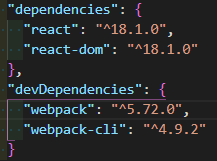 "dependencies": {
"react": "^18.1.0",
"react-dom": "^18.1.0"
},
"devDependencies": {
"webpack": "^5.72.0",
"webpack-cli": "^4.9.2"
}